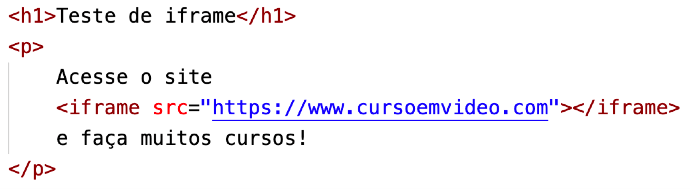 <h1>Teste de iframe</h1>
<p>
Acesse o site
<iframe src="https://www.cursoemvideo.com"></iframe>
e faça muitos cursos!
</p>